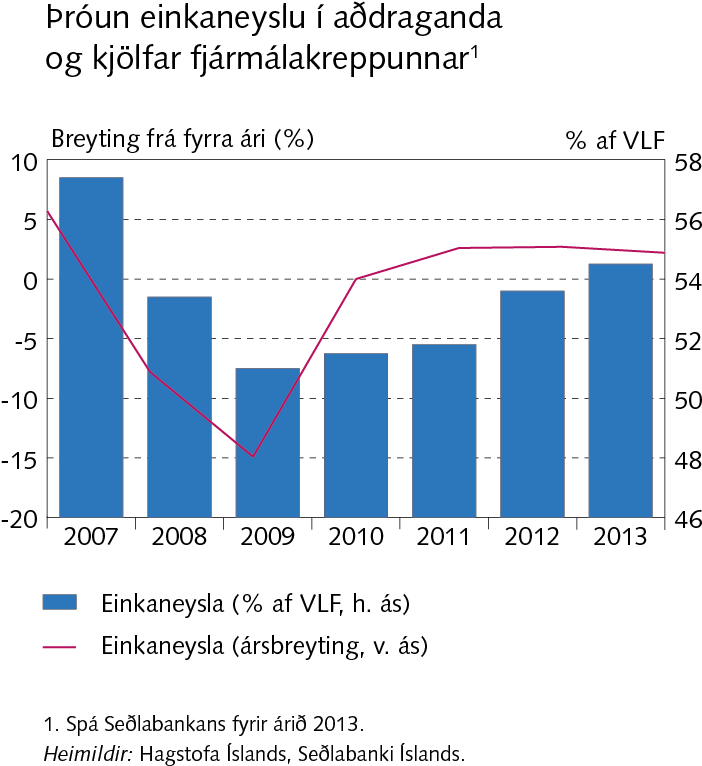 Þróun einkaneyslu í aðdraganda
og kjölfar fjármálakreppunnar¹
Breyting frá fyrra ári (%)
% af VLF
10
5
0
-5
-10
-15
-20
58
56
54
51
50
48
46
2007 2008 2009 2010 2011 2012 2013
Einkaneysla (% af VLF, h. ás)
Einkaneysla (ársbreyting, v. ás)
1. Spá Seðlabankans fyrir árið 2013.
Heimildir: Hagstofa Íslands, Seðlabanki Íslands.